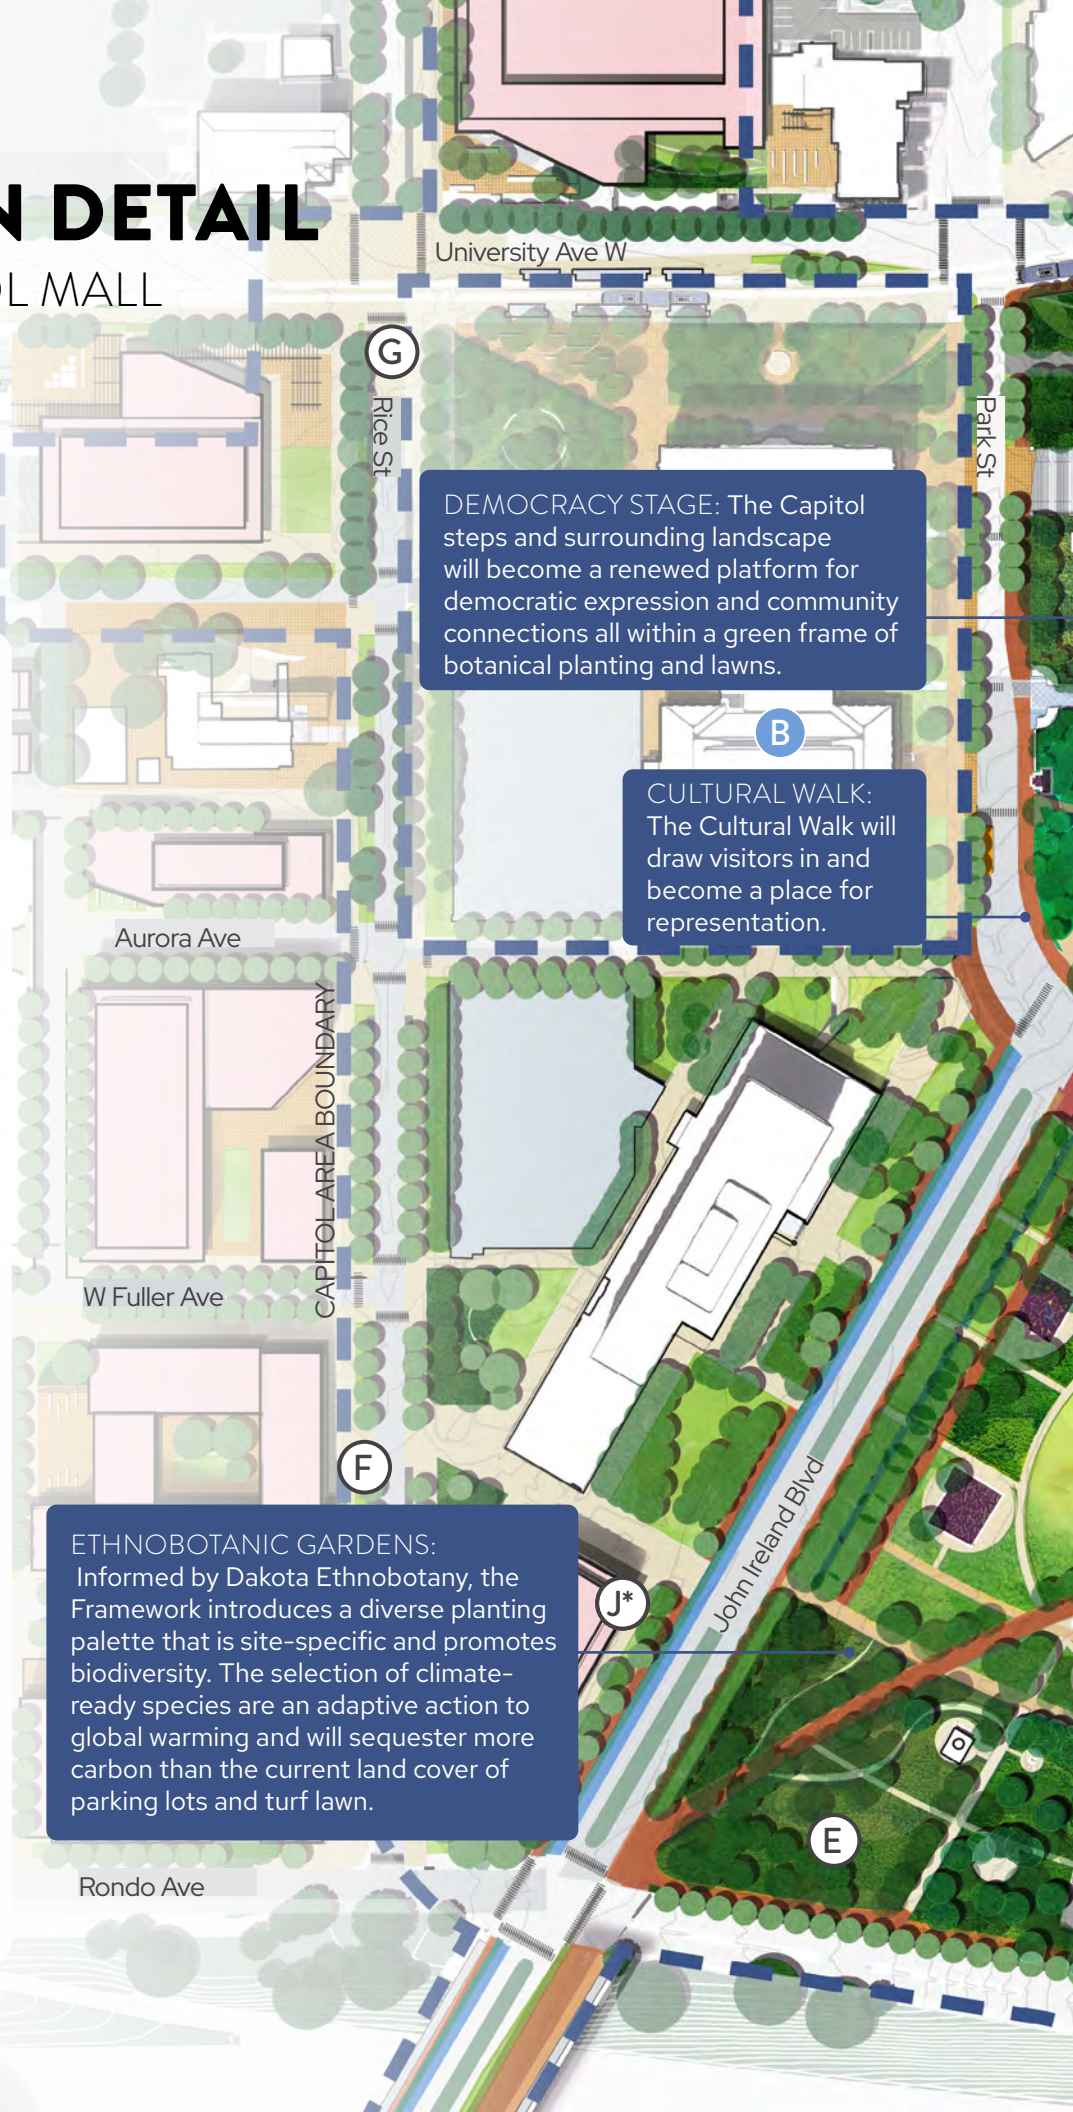 N DETAIL
OL MALL
University Ave W
G
Rice St
Park St
DEMOCRACY STAGE: The Capitol
steps and surrounding landscape
will become a renewed platform for
democratic expression and community
connections all within a green frame of
botanical planting and lawns.
B
CULTURAL WALK:
The Cultural Walk will
draw visitors in and
become a place for
representation.
Aurora Ave
CAPITOL AREA BOUNDARY
W Fuller Ave
F
John Ireland Blvd
ETHNOBOTANIC GARDENS:
Informed by Dakota Ethnobotany, the
Framework introduces a diverse planting
palette that is site-specific and promotes
biodiversity. The selection of climate-
ready species are an adaptive action to
global warming and will sequester more
carbon than the current land cover of
parking lots and turf lawn.
J*
E
Rondo Ave